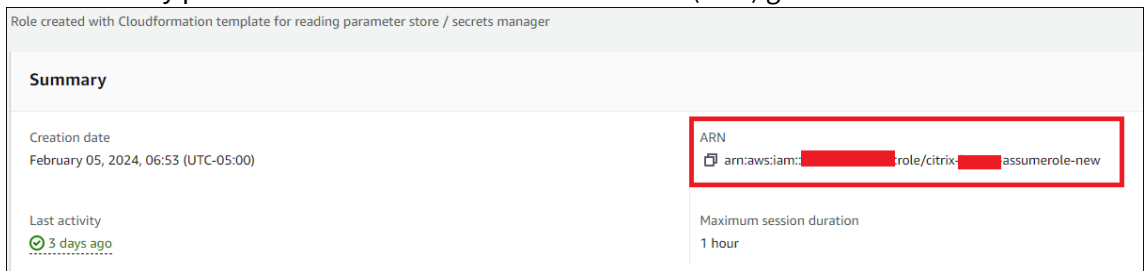 Role created with Cloudformation template for reading parameter store / secrets manager
Summary
Creation date
February 05, 2024, 06:53 (UTC-05:00)
ARN
arn:aws:iam:: :role/citrix- assumerole-new
Last activity
3 days ago
Maximum session duration
1 hour